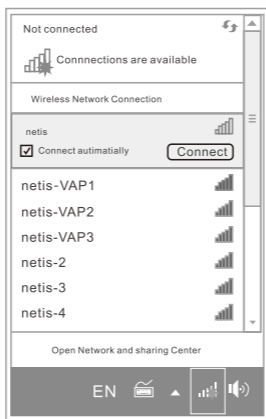 Not connected
Connnections are available
Wireless Network Connection
netis
Connect autimatially
Connect
netis-VAP1
netis-VAP2
netis-VAP3
netis-2
netis-3
netis-4
Open Network and sharing Center
EN